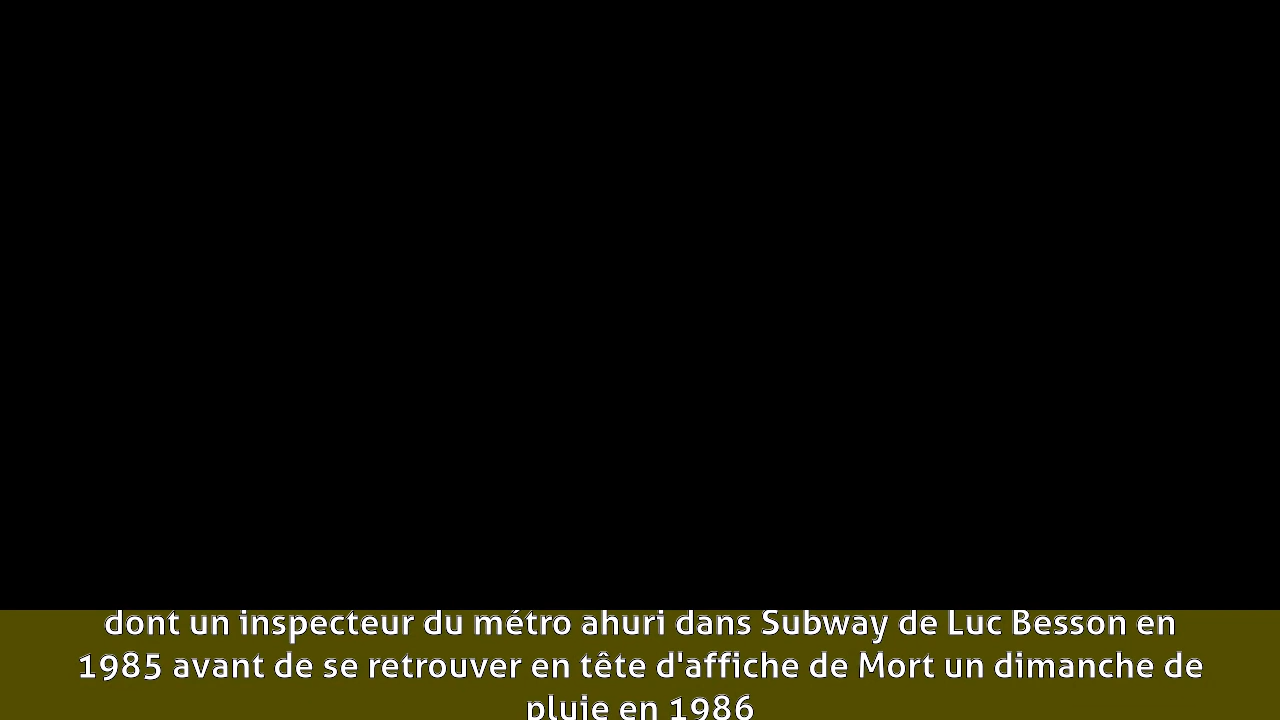 dont un inspecteur du métro ahuri dans Subway de Luc Besson en
1985 avant de se retrouver en tête d'affiche de Mort un dimanche de
pluie en 1986